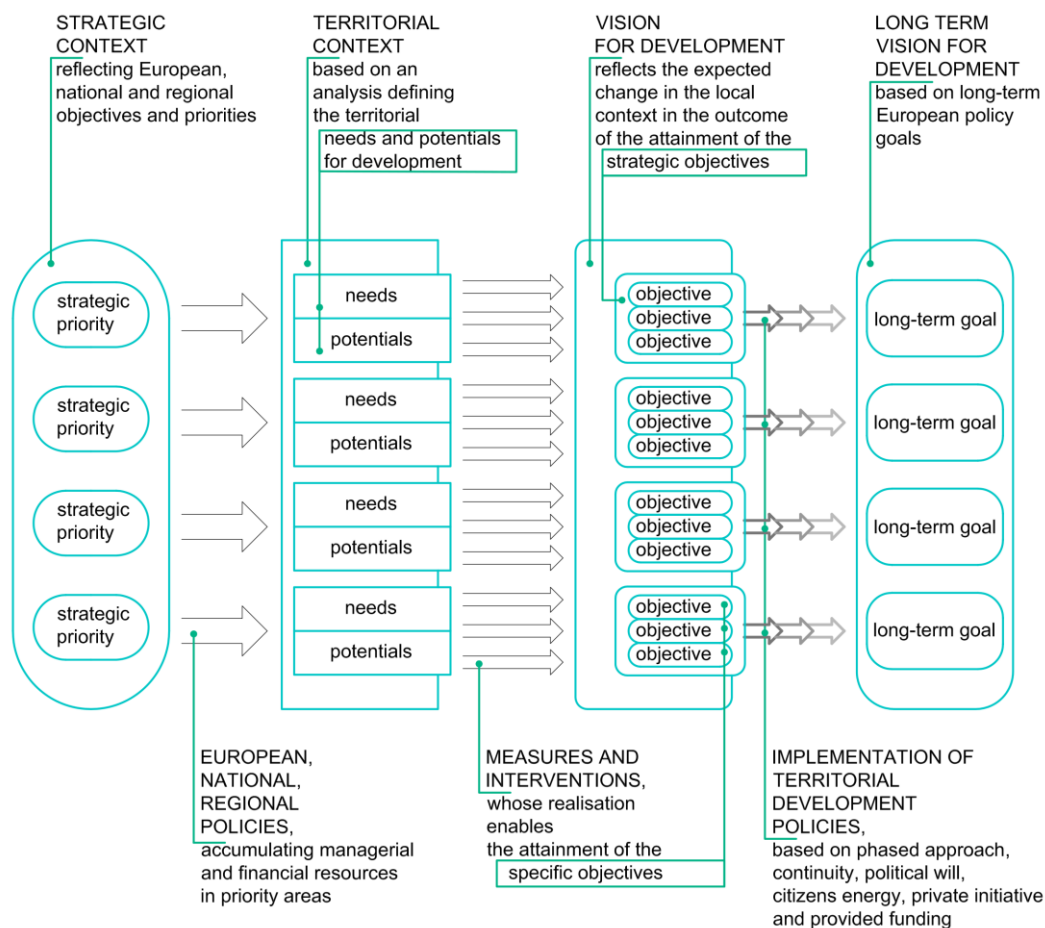 STRATEGIC
CONTEXT
reflecting European,
national and regional
objectives and priorities
TERRITORIAL
CONTEXT
based on an
analysis defining
the territorial
needs and potentials
for development
VISION
FOR DEVELOPMENT
reflects the expected
change in the local
context in the outcome
of the attainment of the
strategic objectives
LONG TERM
VISION FOR
DEVELOPMENT
based on long-term
European policy
goals
strategic
priority
needs
potentials
objective
objective
objective
long-term goal
strategic
priority
needs
potentials
objective
objective
objective
long-term goal
strategic
priority
needs
potentials
objective
objective
objective
long-term goal
strategic
priority
needs
potentials
objective
objective
objective
long-term goal
EUROPEAN,
NATIONAL,
REGIONAL
POLICIES,
accumulating managerial
and financial resources
in priority areas
MEASURES AND
INTERVENTIONS,
whose realisation
enables
the attainment of the
specific objectives
IMPLEMENTATION OF
TERRITORIAL
DEVELOPMENT
POLICIES,
based on phased approach,
continuity, political will,
citizens energy, private initiative
and provided funding